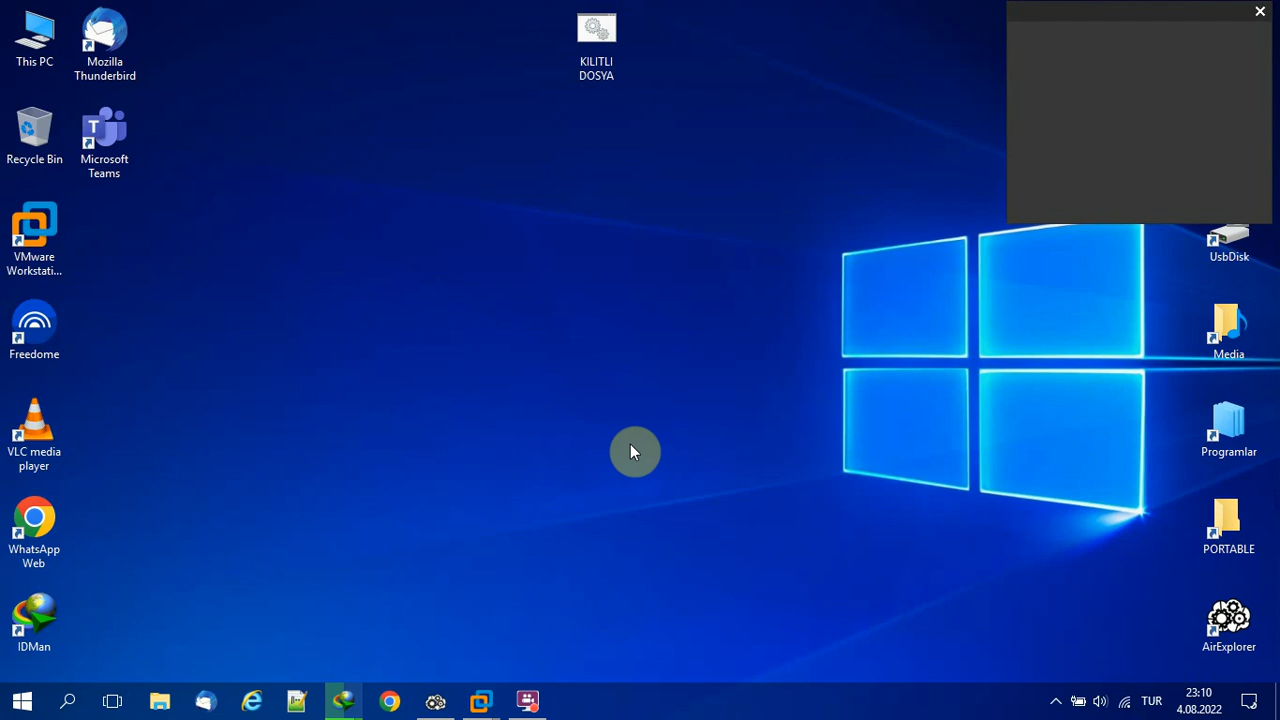 This PC
Mozilla
Thunderbird
KILITLI
DOSYA
Recycle Bin
Microsoft
Teams
VMware
Workstati...
UsbDisk
Freedome
Media
VLC media
player
Programlar
WhatsApp
Web
PORTABLE
IDMan
AirExplorer
TUR
23:10
4.08.2022